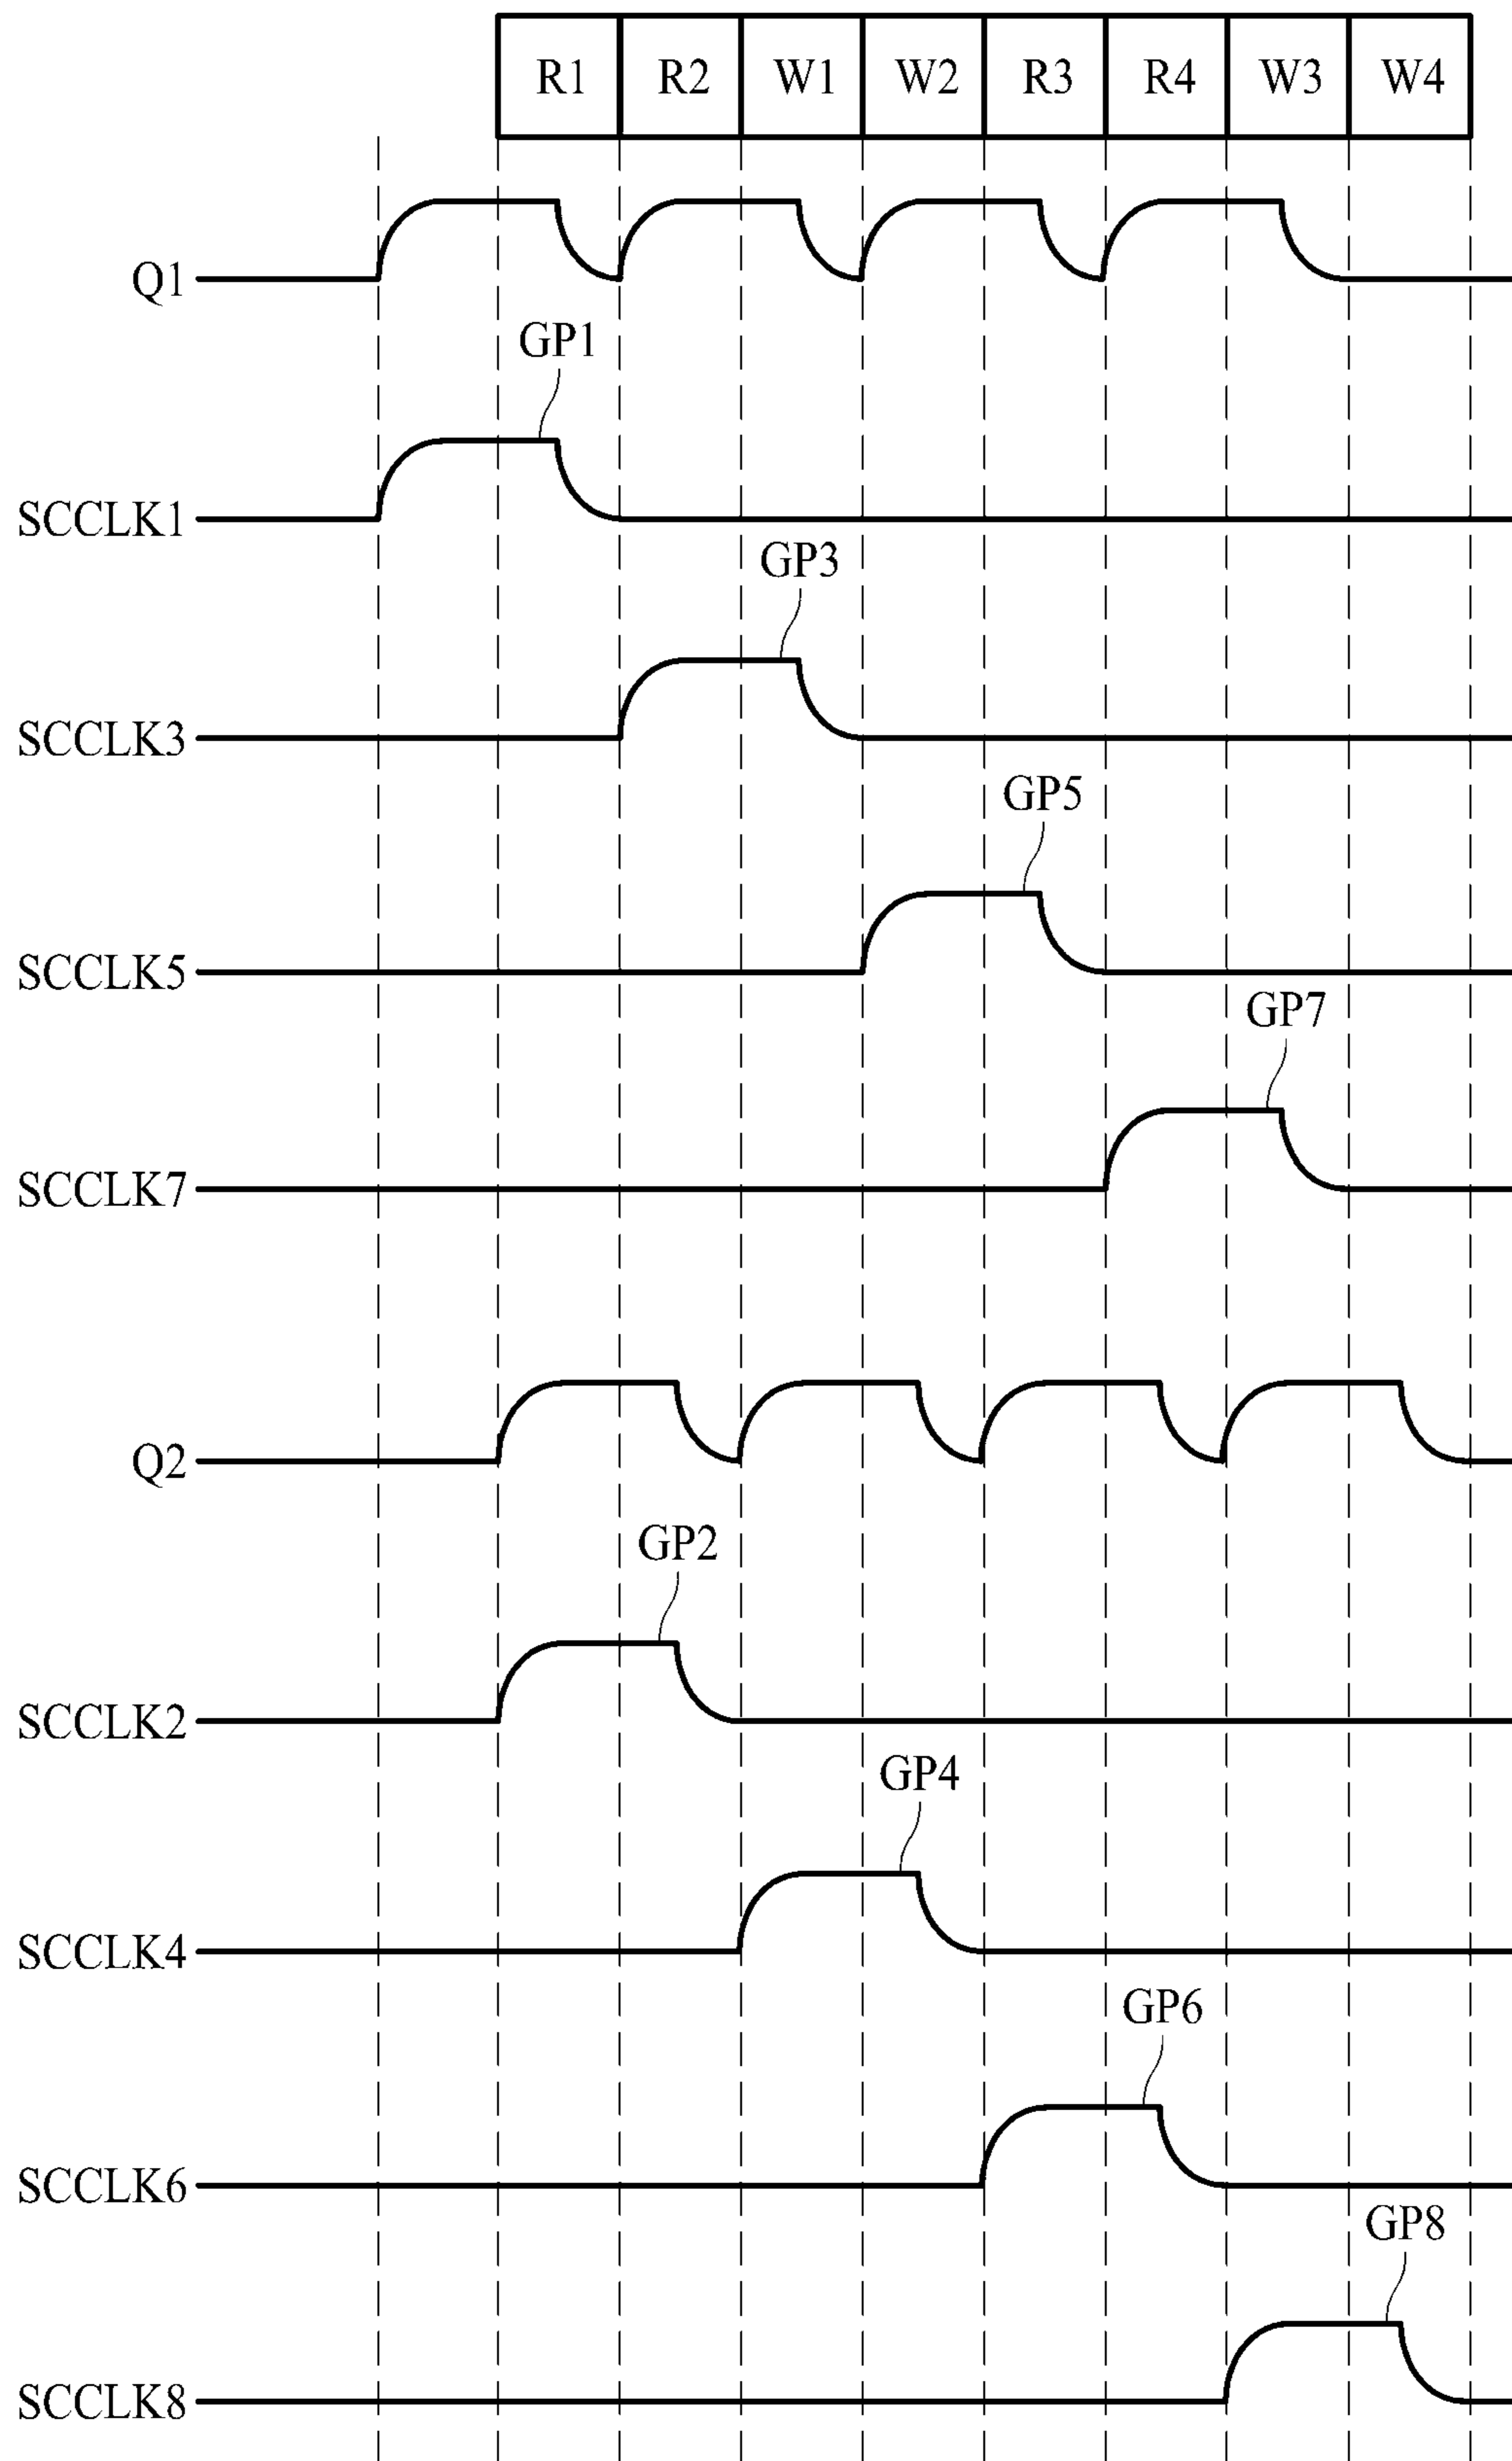 R1 R2 W1 W2 R3 R4 W3 W4
Q1
GP1
SCCLK1
GP3
SCCLK3
GP5
SCCLK5
GP7
SCCLK7
Q2
GP2
SCCLK2
GP4
SCCLK4
GP6
SCCLK6
GP8
SCCLK8